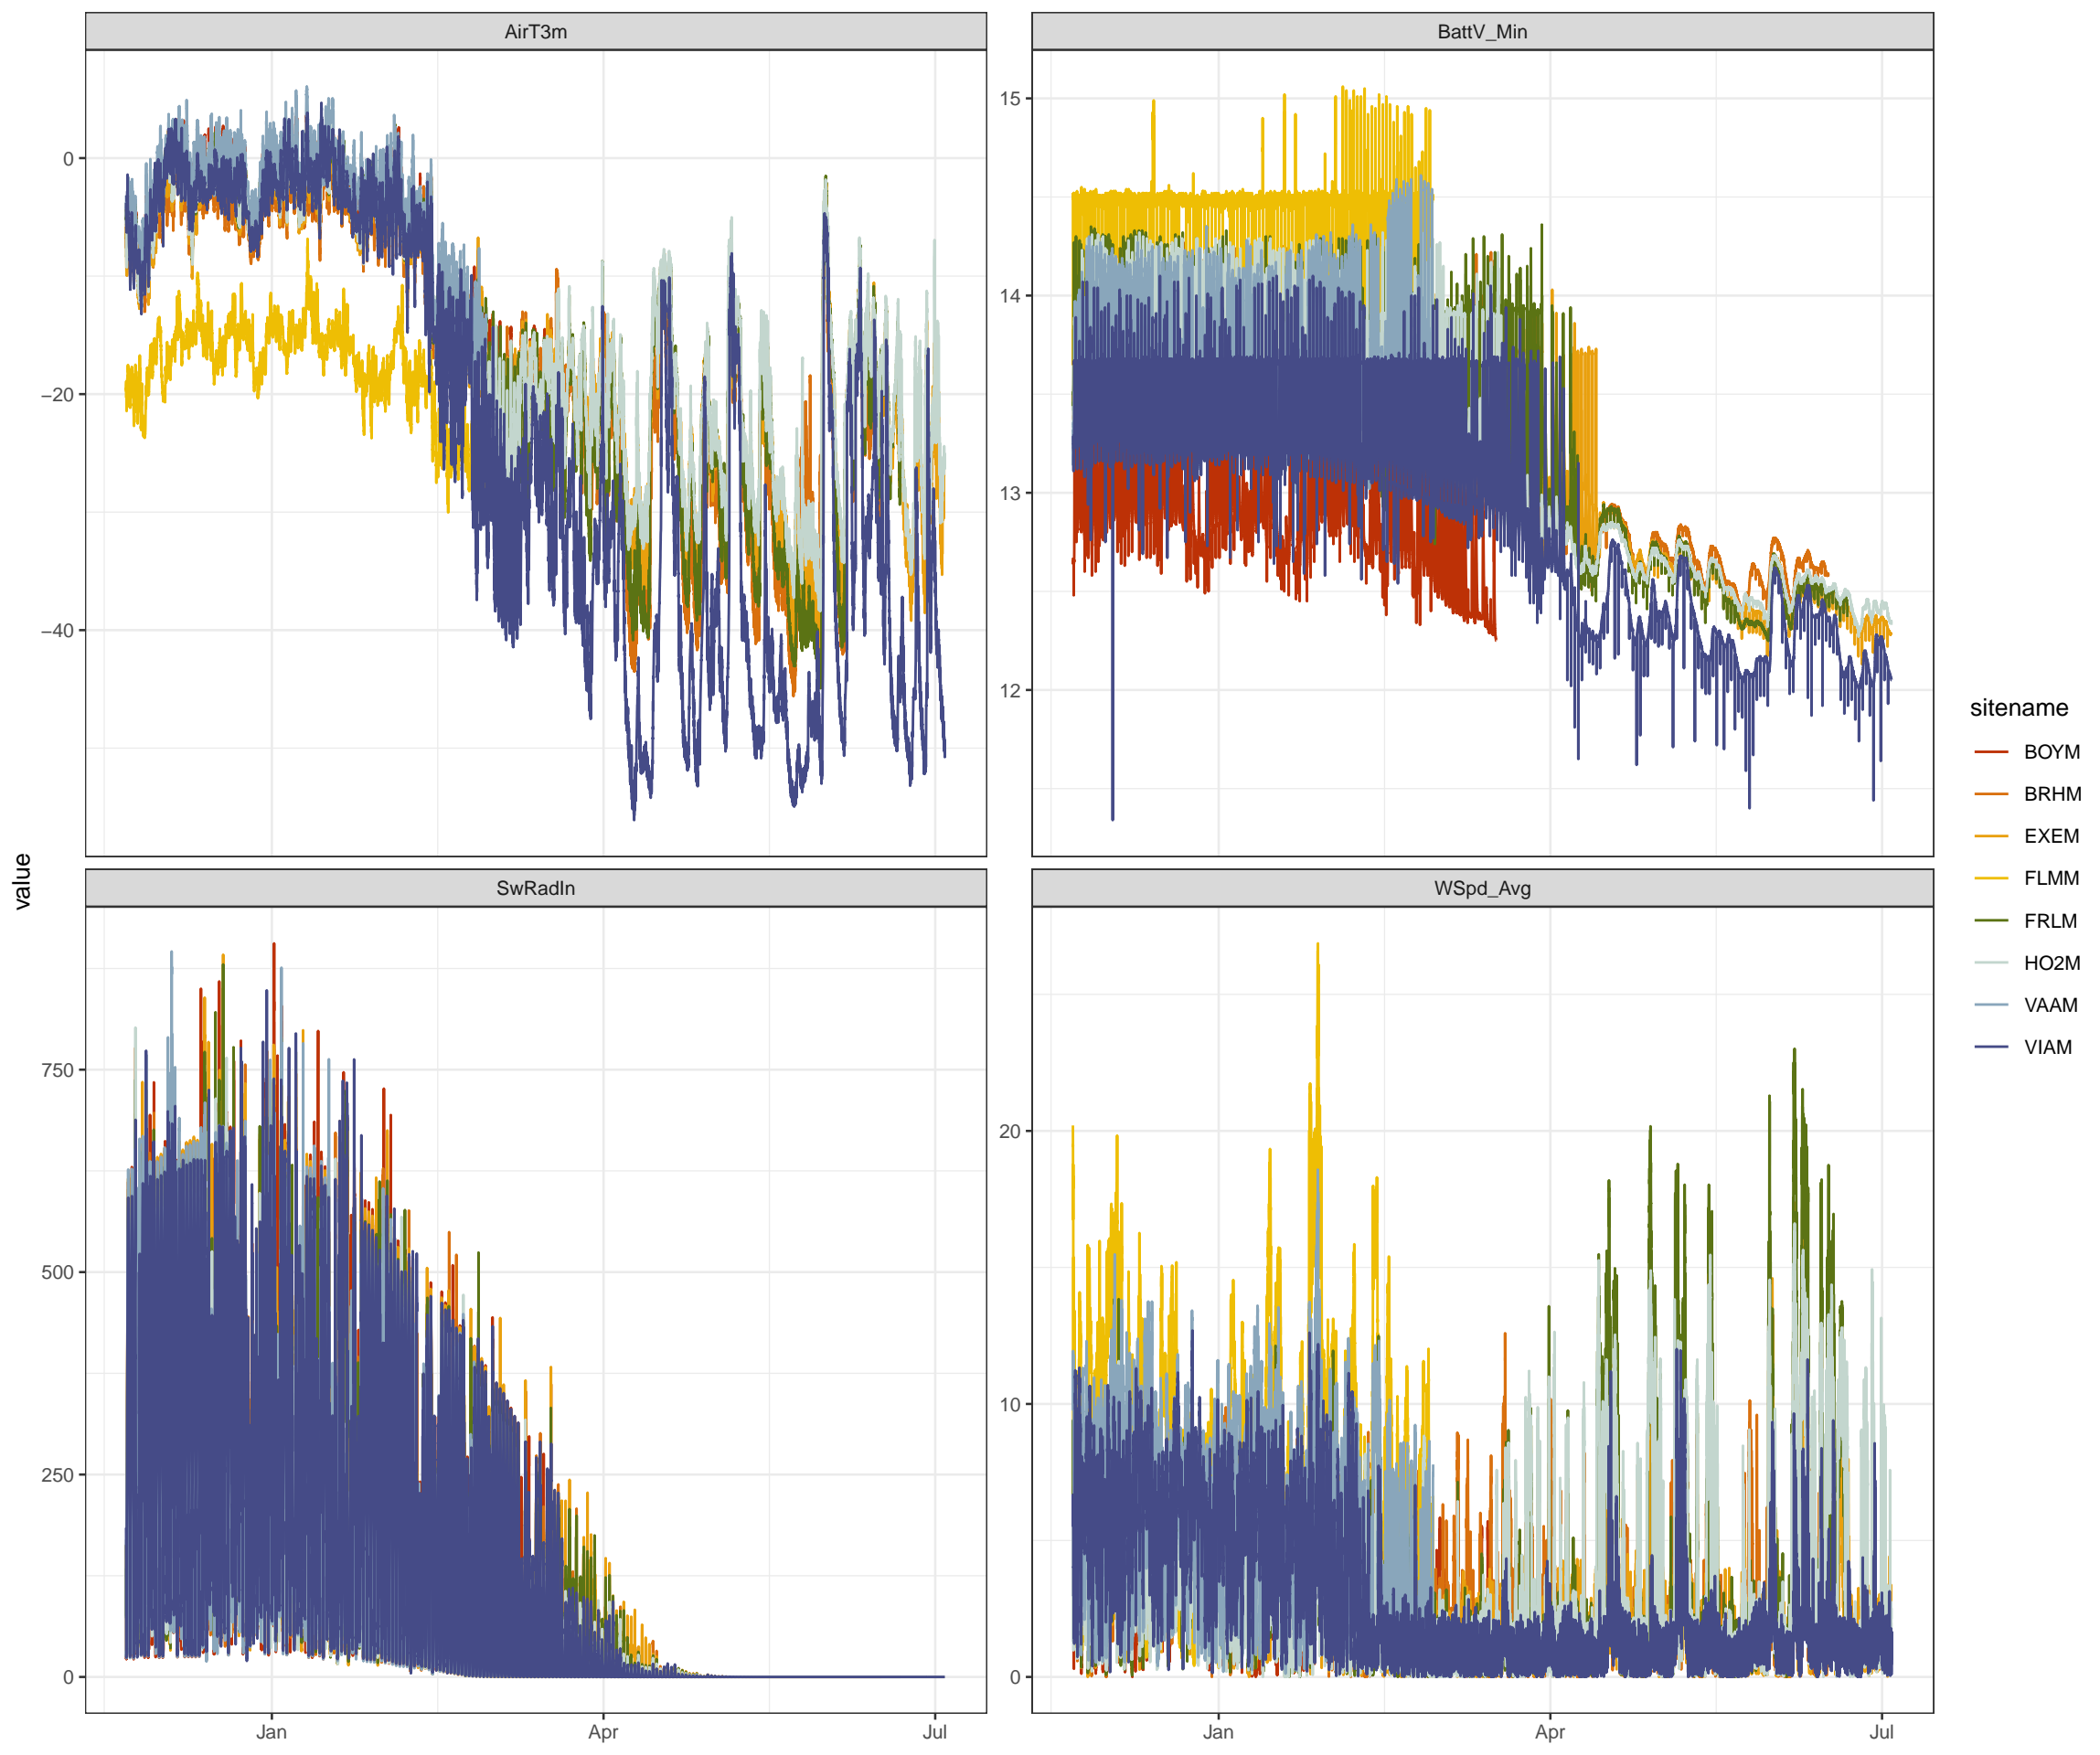 AirT3m
BattV_Min
0
−20
−40
15
14
13
12
SwRadIn
WSpd_Avg
750
500
250
0
20
10
0
Jan
Apr
Jul
Jan
Apr
Jul
value
sitename
BOYM
BRHM
EXEM
FLMM
FRLM
HO2M
VAAM
VIAM